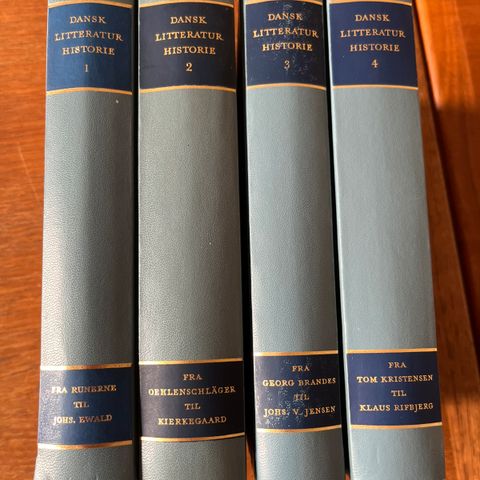 DANSK
LITTERATUR
HISTORIE
1
FRA RUNERNE
TIL
JOHS. EWALD
DANSK
LITTERATUR
HISTORIE
2
FRA
OEHLENSCHLÄGER
TIL
KIERKEGAARD
DANSK
LITTERATUR
HISTORIE
3
FRA
GEORG BRANDES
TIL
JOHS. V. JENSEN
DANSK
LITTERATUR
HISTORIE
4
FRA
TOM KRISTENSEN
TIL
KLAUS RIFBJERG